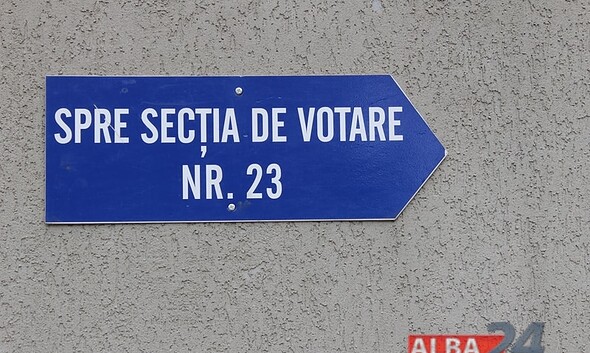 SPRE SECȚIA DE VOTARE
NR. 23
ALBA24